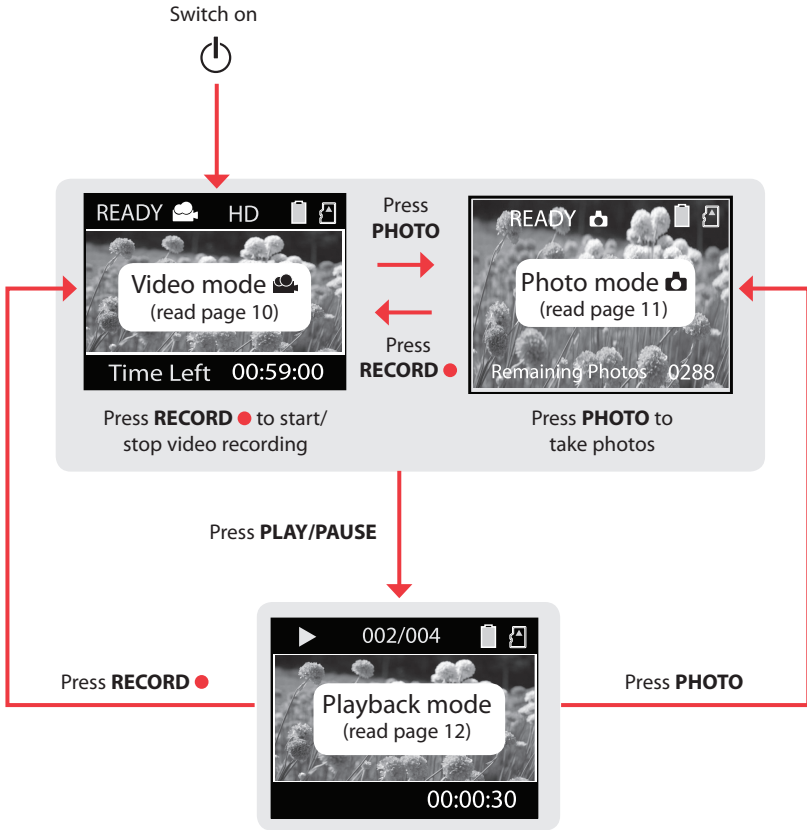 Switch on
READY HD
Video mode
(read page 10)
Time Left 00:59:00
Press RECORD to start/
stop video recording
Press
PHOTO
Press
RECORD
READY
Photo mode
(read page 11)
Remaining Photos 0288
Press PHOTO to
take photos
Press PLAY/PAUSE
Press RECORD
002/004
Playback mode
(read page 12)
00:00:30
Press PHOTO